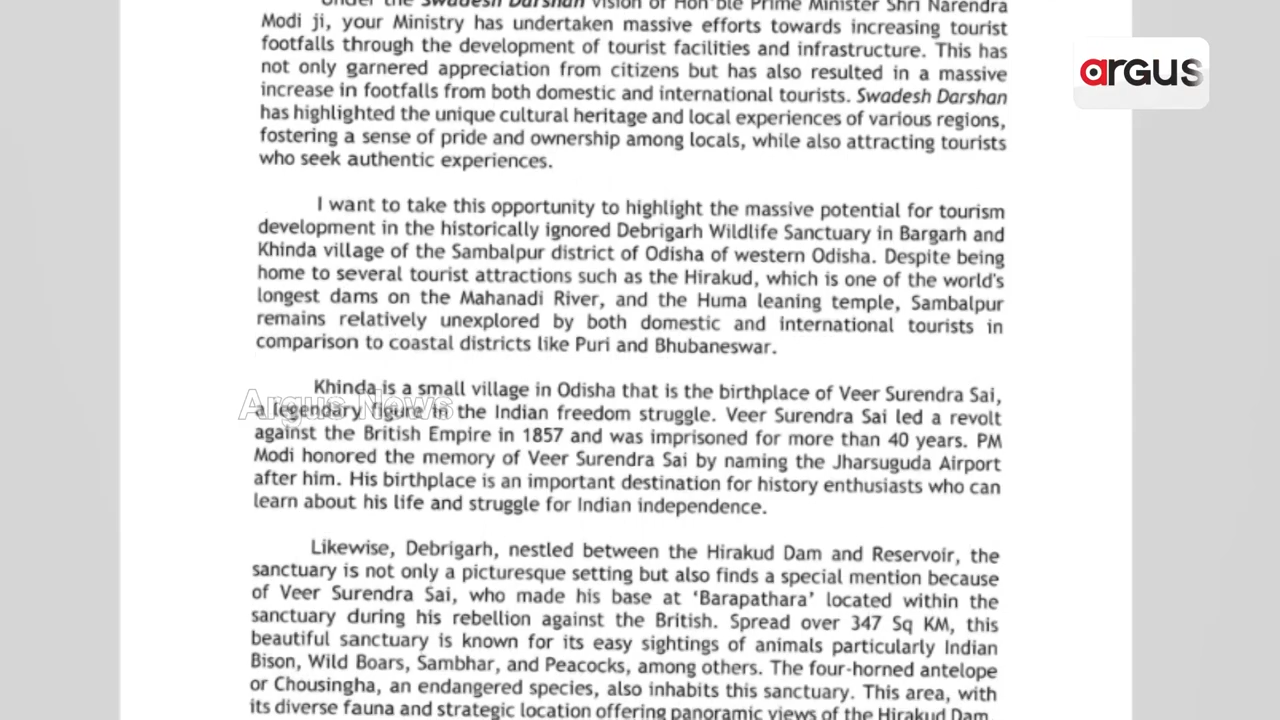 Under the Swadesh Darshan vision of Hon'ble Prime Minister Shri Narendra
Modi ji, your Ministry has undertaken massive efforts towards increasing tourist
footfalls through the development of tourist facilities and infrastructure. This has
not only garnered appreciation from citizens but has also resulted in a massive
increase in footfalls from both domestic and international tourists. Swadesh Darshan
has highlighted the unique cultural heritage and local experiences of various regions,
fostering a sense of pride and ownership among locals, while also attracting tourists
who seek authentic experiences.
argus
I want to take this opportunity to highlight the massive potential for tourism
development in the historically ignored Debrigarh Wildlife Sanctuary in Bargarh and
Khinda village of the Sambalpur district of Odisha of western Odisha. Despite being
home to several tourist attractions such as the Hirakud, which is one of the world's
longest dams on the Mahanadi River, and the Huma leaning temple, Sambalpur
remains relatively unexplored by both domestic and international tourists in
comparison to coastal districts like Puri and Bhubaneswar.
Khinda is a small village in Odisha that is the birthplace of Veer Surendra Sai,
a legendary figure in the Indian freedom struggle. Veer Surendra Sai led a revolt
against the British Empire in 1857 and was imprisoned for more than 40 years. PM
Modi honored the memory of Veer Surendra Sai by naming the Jharsuguda Airport
after him. His birthplace is an important destination for history enthusiasts who can
learn about his life and struggle for Indian independence.
Argus News
Likewise, Debrigarh, nestled between the Hirakud Dam and Reservoir, the
sanctuary is not only a picturesque setting but also finds a special mention because
of Veer Surendra Sai, who made his base at ‘Barapathara’ located within the
sanctuary during his rebellion against the British. Spread over 347 Sq KM, this
beautiful sanctuary is known for its easy sightings of animals particularly Indian
Bison, Wild Boars, Sambhar, and Peacocks, among others. The four-horned antelope
or Chousingha, an endangered species, also inhabits this sanctuary. This area, with
its diverse fauna and strategic location offering panoramic views of the Hirakud Dam,